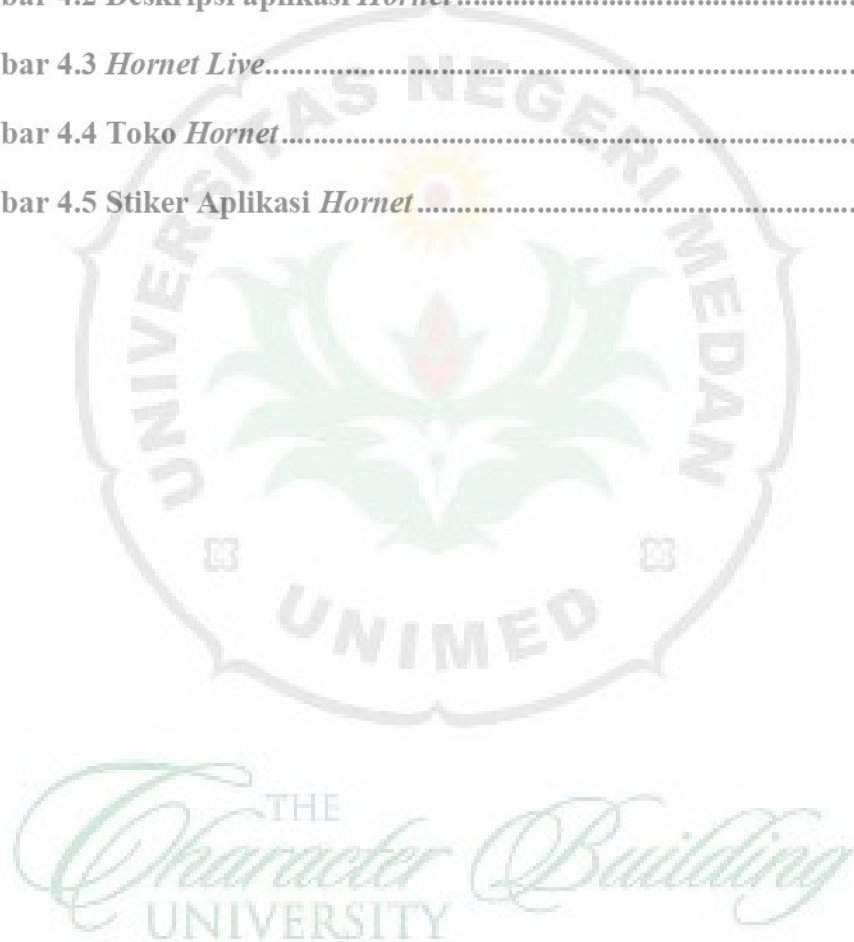 bar 4.2 Deskripsi aplikasi Hornet..............................................................
bar 4.3 Hornet Live......................................................................................
bar 4.4 Toko Hornet....................................................................................
bar 4.5 Stiker Aplikasi Hornet....................................................................
UNIVERSITAS NEGERI MEDAN
UNIMED
THE
Character Building
UNIVERSITY